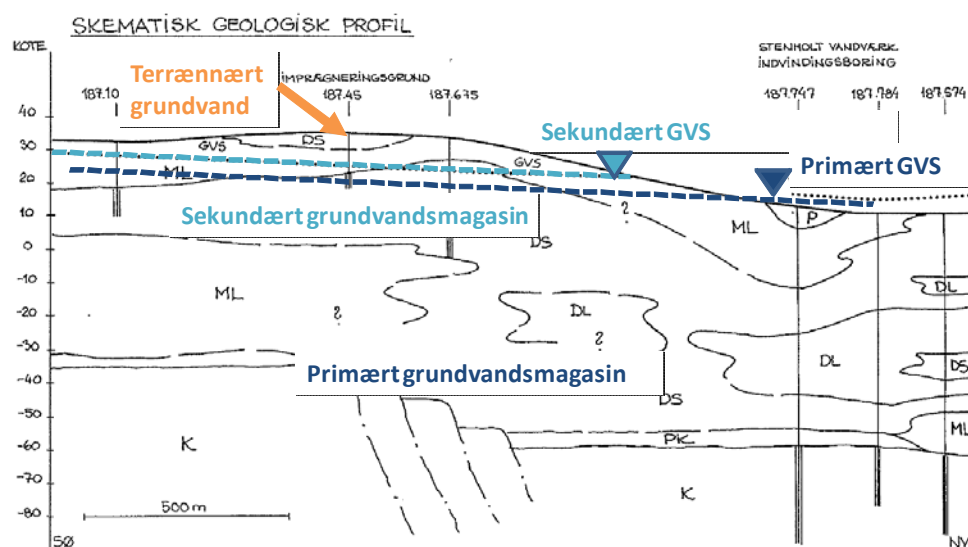 SKEMATISK GEOLOGISK PROFIL
KOTE
STENHOLT VANDVÆRK
INDVINDINGSBORING
Terrænnært
grundvand
IMPRÆGNERINGSGRUND
187.10
187.45
187.675
187.747
187.784
187.574
40
30
20
10
0
-10
-20
-30
-40
-50
-60
-70
-80
Sekundært GVS
Primært GVS
GVS
DS
GVS
ML
Sekundært grundvandsmagasin
?
DS
ML
P
ML
?
DL
?
DL
DL
DS
Primært grundvandsmagasin
DS
ML
PK
K
K
500 m
SØ
NV